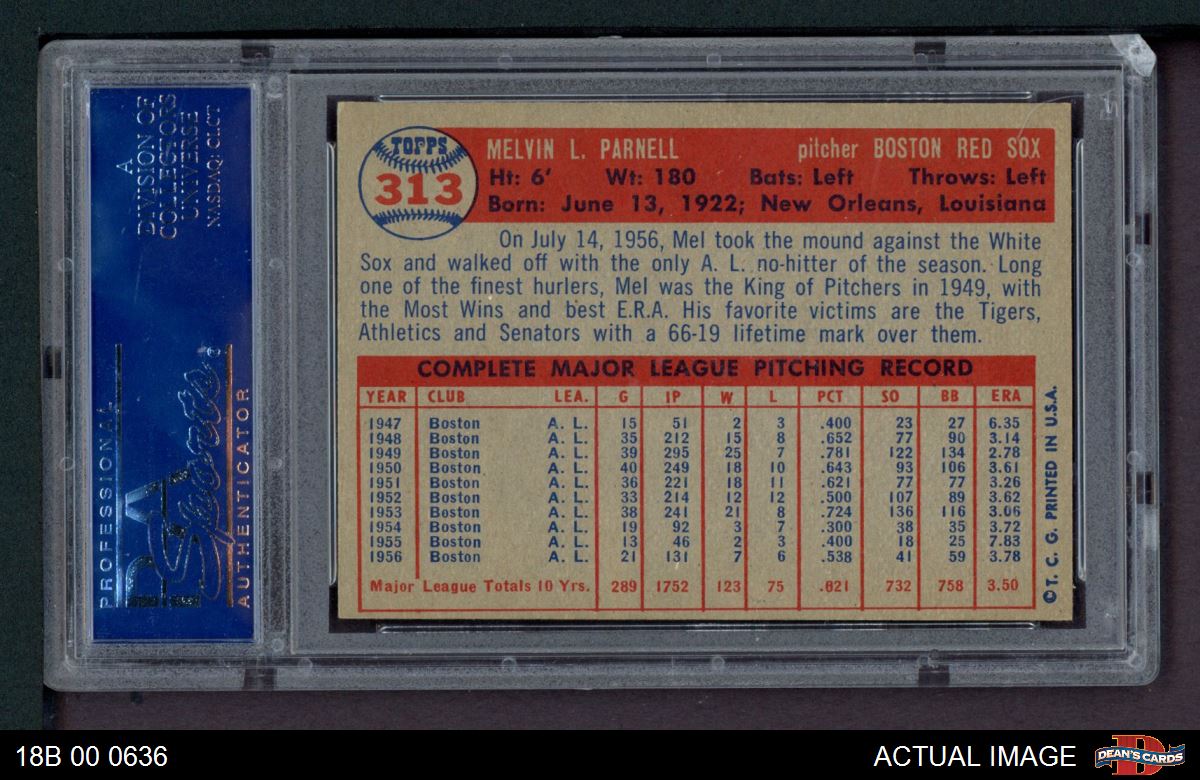 A
DIVISION OF
COLLECTORS
UNIVERSE
NASDAQ: CLCT
PROFESSIONAL
PSA
Sports
AUTHENTICATOR
TOPPS
313
MELVIN L. PARNELL pitcher BOSTON RED SOX
Ht: 6' Wt: 180 Bats: Left Throws: Left
Born: June 13, 1922; New Orleans, Louisiana
On July 14, 1956, Mel took the mound against the White
Sox and walked off with the only A. L. no-hitter of the season. Long
one of the finest hurlers, Mel was the King of Pitchers in 1949, with
the Most Wins and best E.R.A. His favorite victims are the Tigers,
Athletics and Senators with a 66-19 lifetime mark over them.
COMPLETE MAJOR LEAGUE PITCHING RECORD
YEAR CLUB LEA. G IP W L PCT SO BB ERA
1947 Boston A. L. 15 51 2 3 .400 23 27 6.35
1948 Boston A. L. 35 212 15 8 .652 77 90 3.14
1949 Boston A. L. 39 295 25 7 .781 122 134 2.78
1950 Boston A. L. 40 249 18 10 .643 93 106 3.61
1951 Boston A. L. 36 221 18 11 .621 77 77 3.26
1952 Boston A. L. 33 214 12 12 .500 107 89 3.62
1953 Boston A. L. 38 241 21 8 .724 136 116 3.06
1954 Boston A. L. 19 92 3 7 .300 38 35 3.72
1955 Boston A. L. 13 46 2 3 .400 18 25 7.83
1956 Boston A. L. 21 131 7 6 .538 41 59 3.78
Major League Totals 10 Yrs. 289 1752 123 75 .621 732 758 3.50
© T. C. G. PRINTED IN U.S.A.
18B 00 0636
ACTUAL IMAGE
DEAN'S CARDS